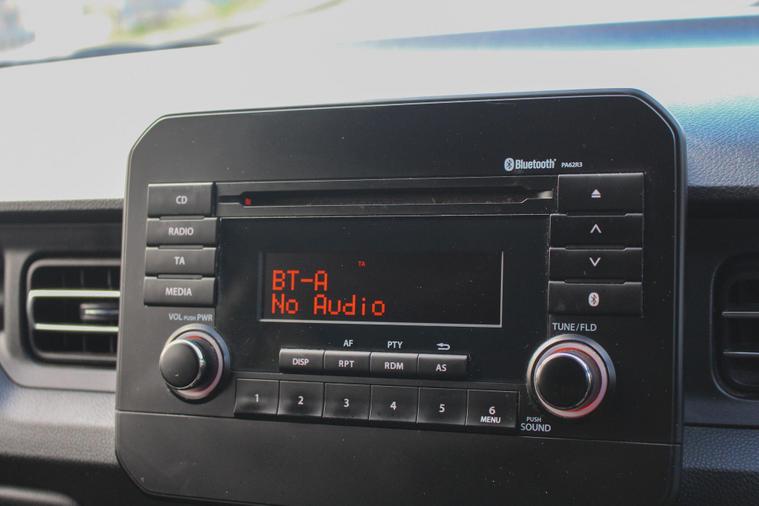 Bluetooth® PA62R3
CD
RADIO
TA
MEDIA
TA
BT-A
No Audio
VOL PUSH PWR
TUNE/FLD
AF PTY
DISP RPT RDM AS
1 2 3 4 5 6
MENU
PUSH
SOUND